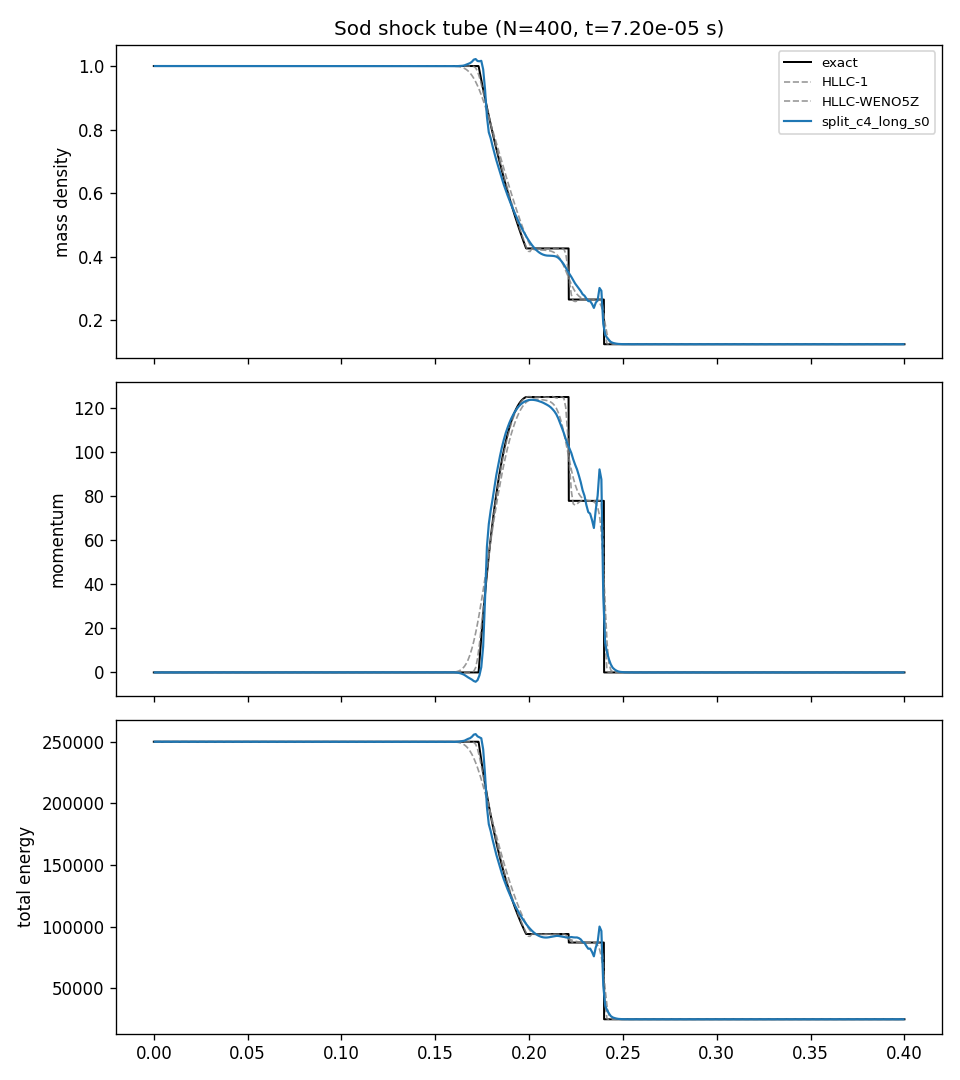 Sod shock tube (N=400, t=7.20e-05 s)
exact
HLLC-1
HLLC-WENO5Z
split_c4_long_s0
mass density
1.0
0.8
0.6
0.4
0.2
momentum
120
100
80
60
40
20
0
total energy
250000
200000
150000
100000
50000
0.00 0.05 0.10 0.15 0.20 0.25 0.30 0.35 0.40